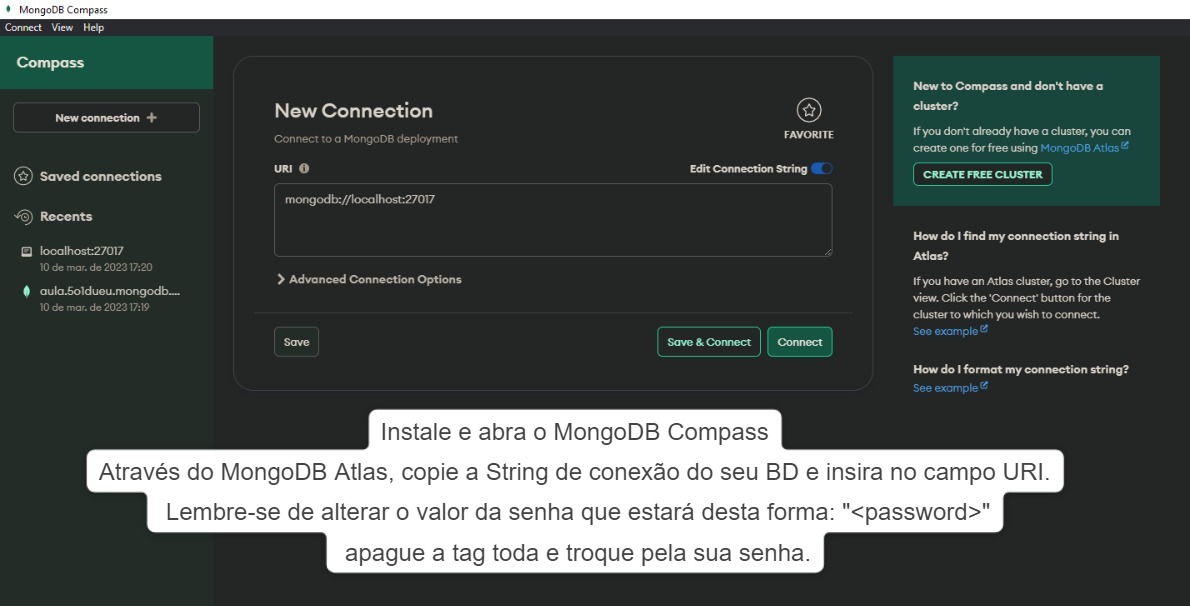 MongoDB Compass
Connect View Help
Compass
New connection +
Saved connections
Recents
localhost:27017
10 de mar. de 2023 17:20
aula.5o1dueu.mongodb....
10 de mar. de 2023 17:19
New Connection
Connect to a MongoDB deployment
FAVORITE
URI
Edit Connection String
mongodb://localhost:27017
Advanced Connection Options
Save
Save & Connect
Connect
New to Compass and don't have a
cluster?
If you don't already have a cluster, you can
create one for free using MongoDB Atlas
CREATE FREE CLUSTER
How do I find my connection string in
Atlas?
If you have an Atlas cluster, go to the Cluster
view. Click the 'Connect' button for the
cluster to which you wish to connect.
See example
How do I format my connection string?
See example
Instale e abra o MongoDB Compass
Através do MongoDB Atlas, copie a String de conexão do seu BD e insira no campo URI.
Lembre-se de alterar o valor da senha que estará desta forma: "<password>"
apague a tag toda e troque pela sua senha.